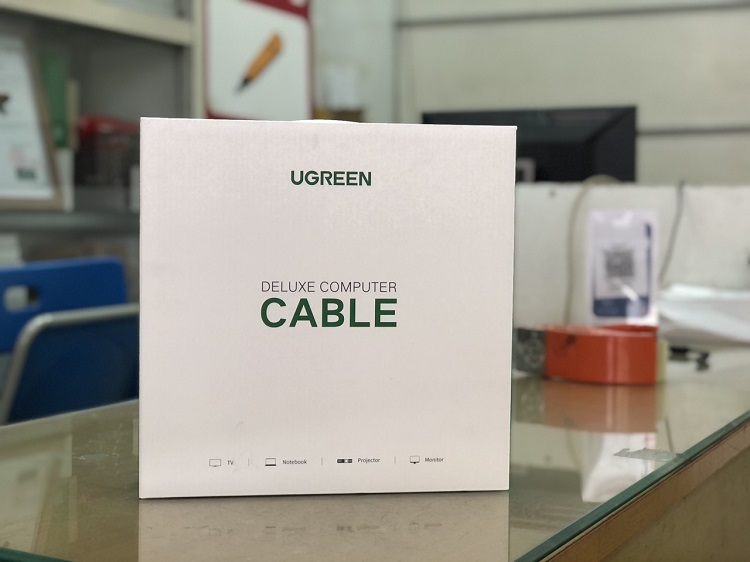 UGREEN
DELUXE COMPUTER
CABLE
TV
Notebook
Projector
Monitor